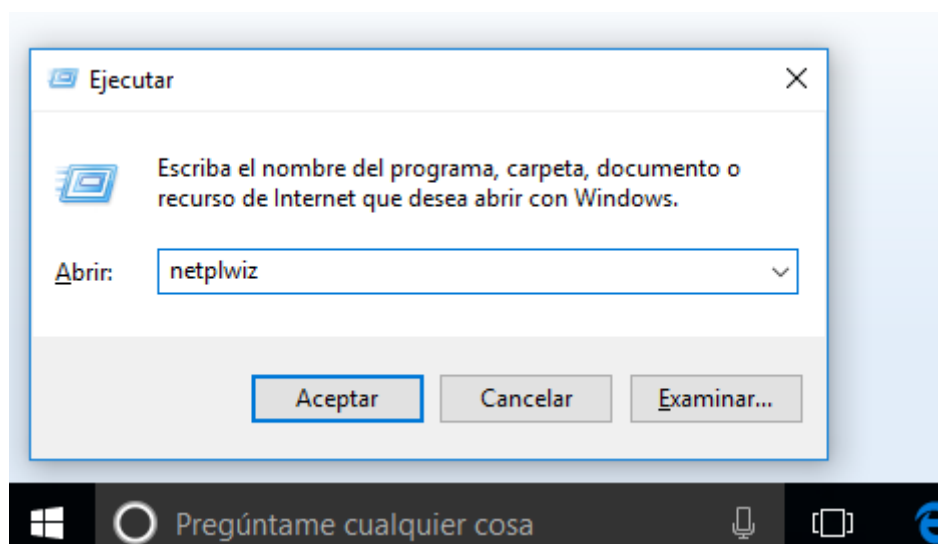 Ejecutar
Escriba el nombre del programa, carpeta, documento o
recurso de Internet que desea abrir con Windows.
Abrir: netplwiz
Aceptar Cancelar Examinar...
Pregúntame cualquier cosa